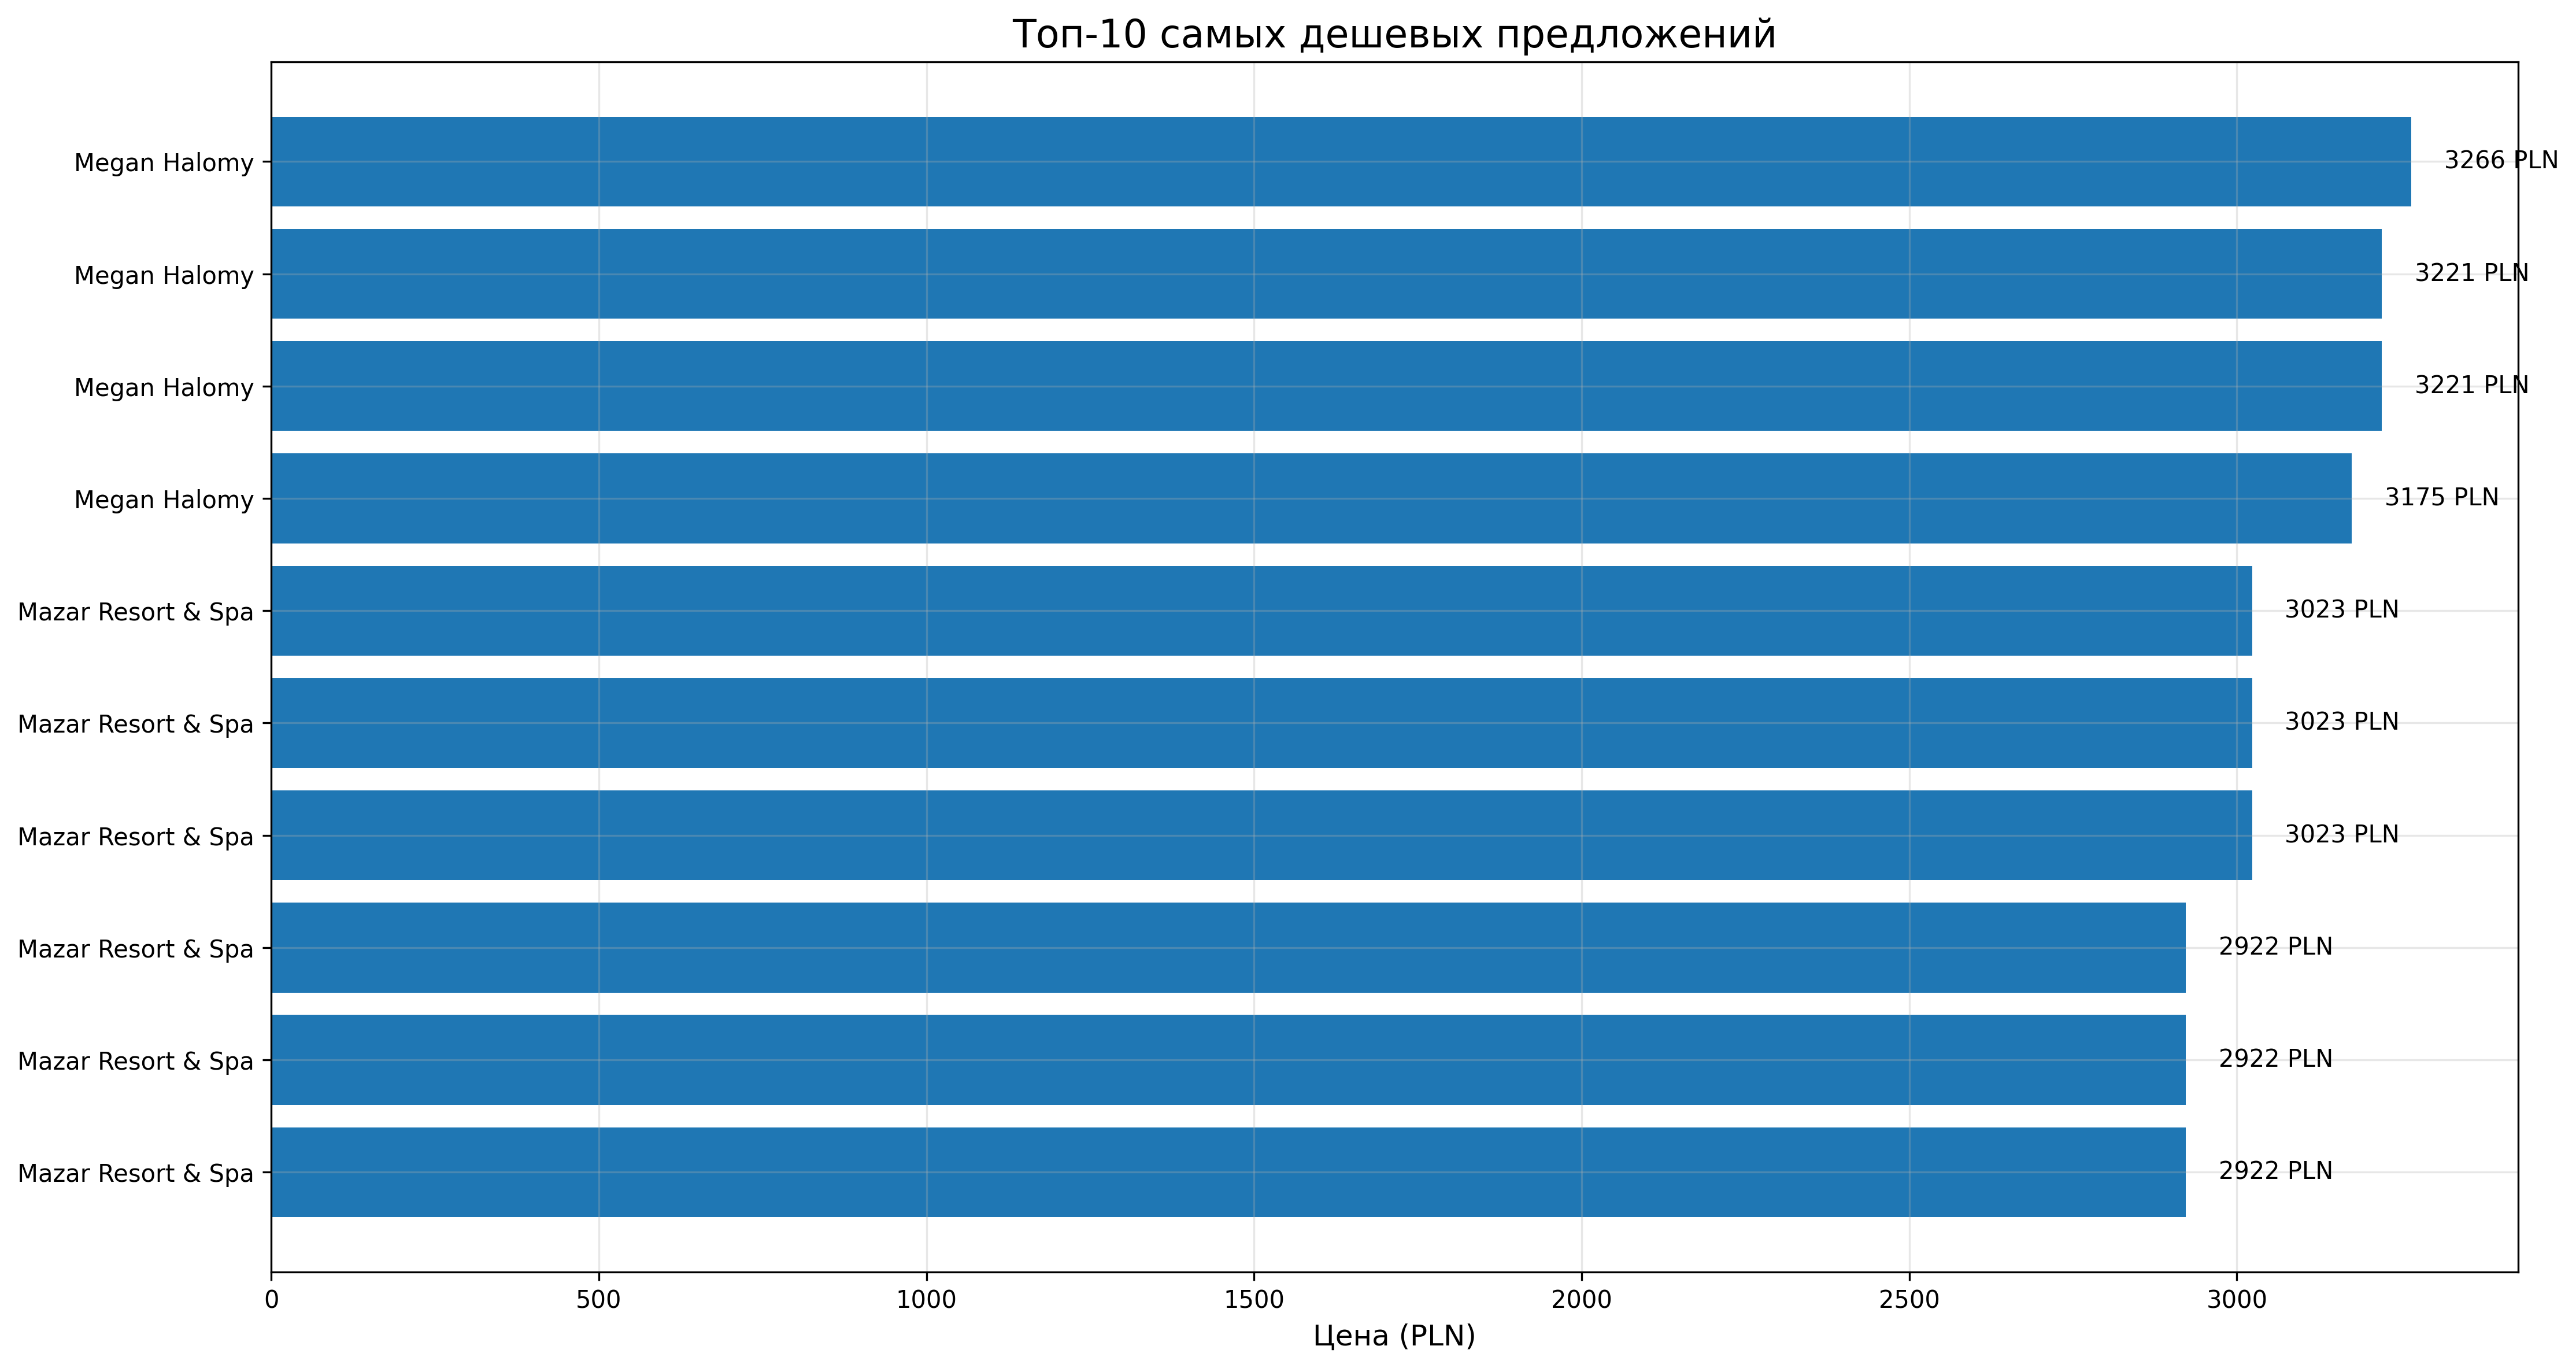 Топ-10 самых дешевых предложений
Megan Halomy 3266 PLN
Megan Halomy 3221 PLN
Megan Halomy 3221 PLN
Megan Halomy 3175 PLN
Mazar Resort & Spa 3023 PLN
Mazar Resort & Spa 3023 PLN
Mazar Resort & Spa 3023 PLN
Mazar Resort & Spa 2922 PLN
Mazar Resort & Spa 2922 PLN
Mazar Resort & Spa 2922 PLN
0 500 1000 1500 2000 2500 3000
Цена (PLN)